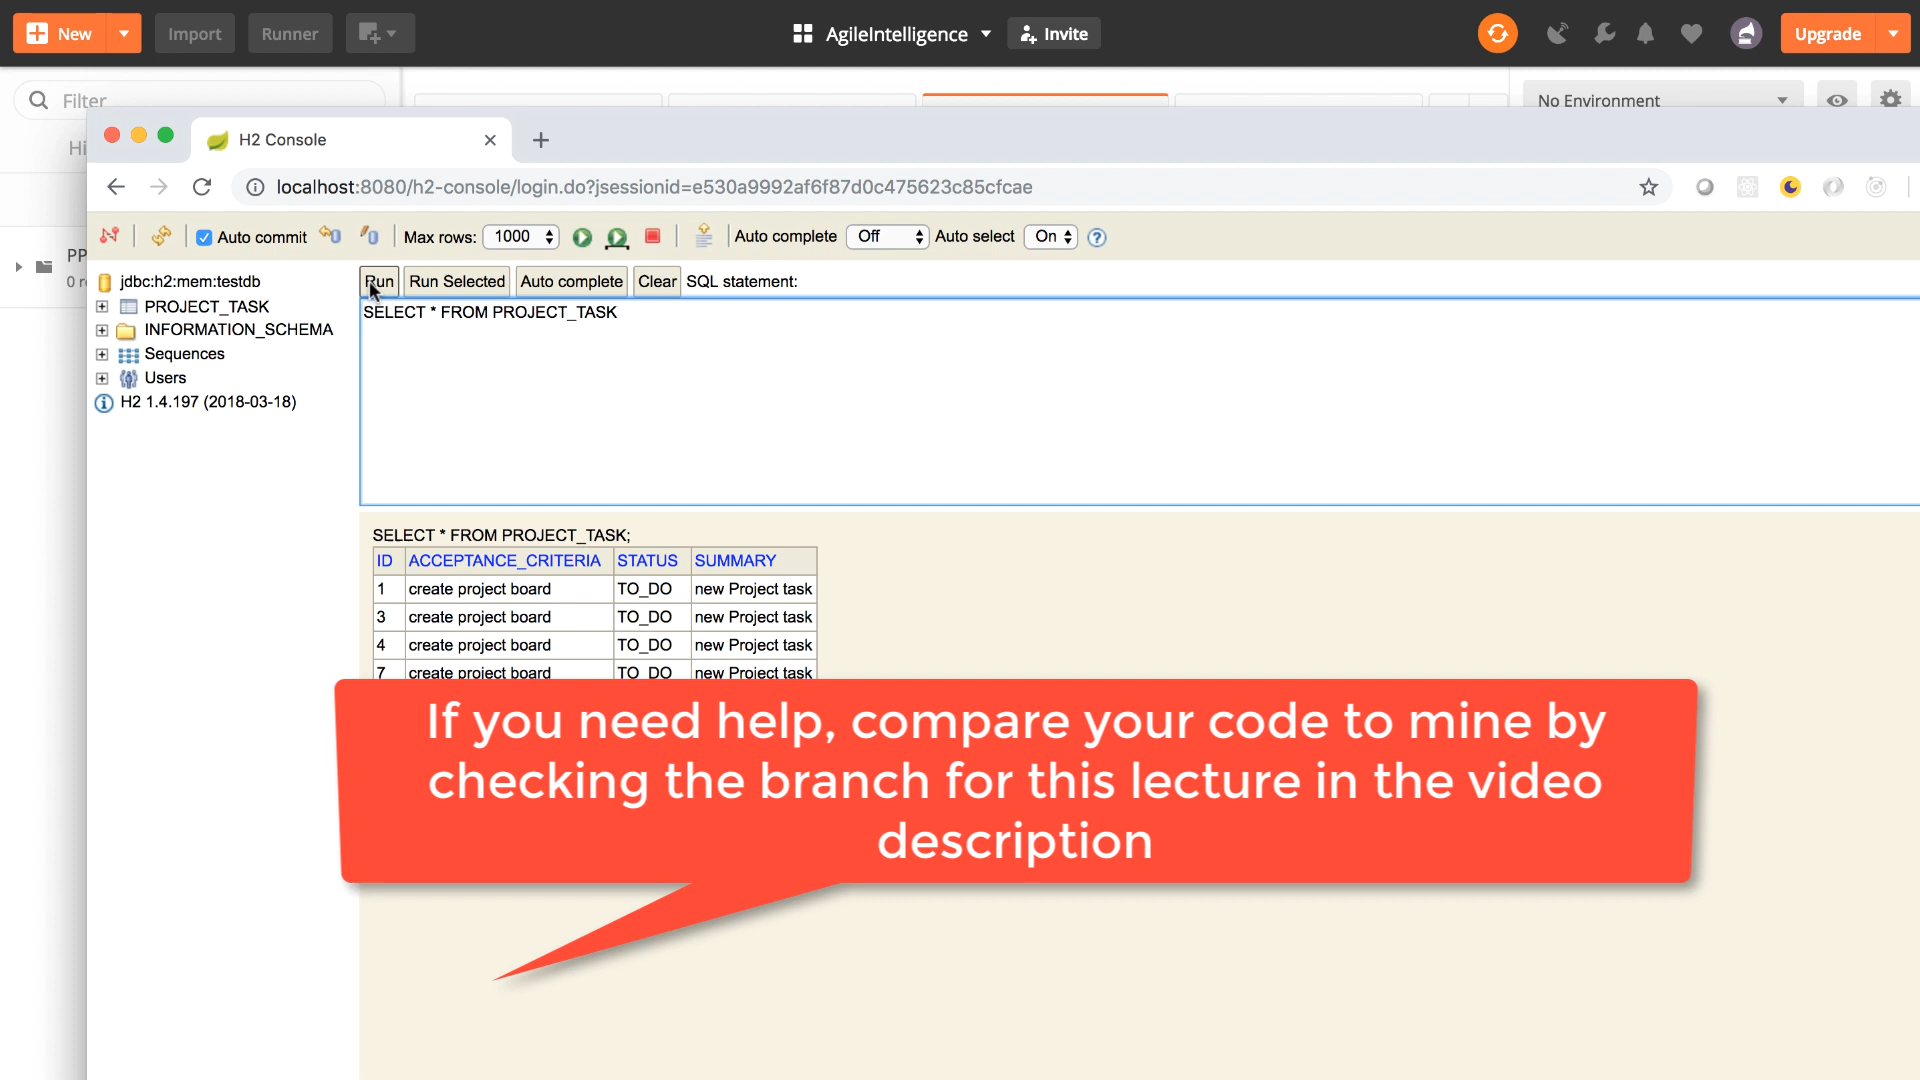 New
Import
Runner
AgileIntelligence
Invite
Upgrade
Filter
No Environment
H2 Console
Hi
localhost:8080/h2-console/login.do?jsessionid=e530a9992af6f87d0c475623c85cfcae
Auto commit
Max rows: 1000
Auto complete Off
Auto select On
PP
jdbc:h2:mem:testdb
PROJECT_TASK
INFORMATION_SCHEMA
Sequences
Users
H2 1.4.197 (2018-03-18)
Run
Run Selected
Auto complete
Clear
SQL statement:
SELECT * FROM PROJECT_TASK
SELECT * FROM PROJECT_TASK;
ID ACCEPTANCE_CRITERIA STATUS SUMMARY
1 create project board TO_DO new Project task
3 create project board TO_DO new Project task
4 create project board TO_DO new Project task
7 create project board TO_DO new Project task
If you need help, compare your code to mine by
checking the branch for this lecture in the video
description